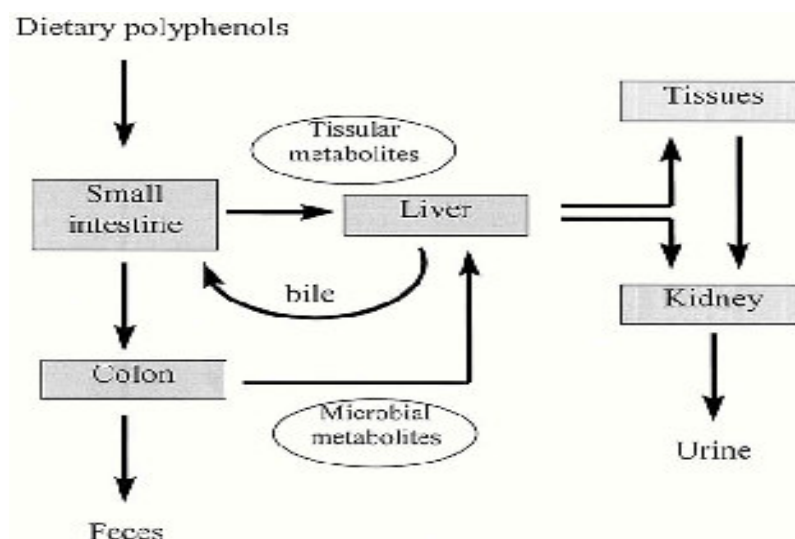 Dietary polyphenols
Tissues
Tissular
metabolites
Small
intestine
Liver
bile
Kidney
Colon
Microbial
metabolites
Urine
Feces